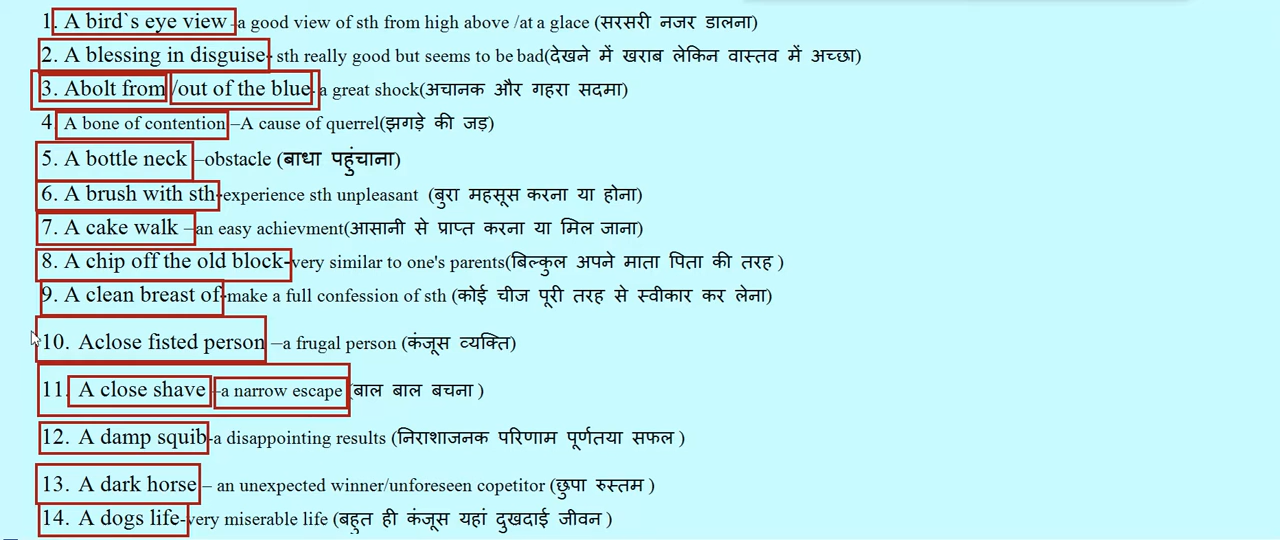 1. A bird`s eye view -a good view of sth from high above /at a glace (सरसरी नजर डालना)
2. A blessing in disguise- sth really good but seems to be bad(देखने में खराब लेकिन वास्तव में अच्छा)
3. Abolt from /out of the blue-a great shock(अचानक और गहरा सदमा)
4. A bone of contention –A cause of querrel(झगड़े की जड़)
5. A bottle neck –obstacle (बाधा पहुंचाना)
6. A brush with sth-experience sth unpleasant (बुरा महसूस करना या होना)
7. A cake walk –an easy achievment(आसानी से प्राप्त करना या मिल जाना)
8. A chip off the old block-very similar to one's parents(बिल्कुल अपने माता पिता की तरह )
9. A clean breast of-make a full confession of sth (कोई चीज पूरी तरह से स्वीकार कर लेना)
10. Aclose fisted person –a frugal person (कंजूस व्यक्ति)
11. A close shave –a narrow escape (बाल बाल बचना )
12. A damp squib-a disappointing results (निराशाजनक परिणाम पूर्णतया सफल )
13. A dark horse – an unexpected winner/unforeseen copetitor (छुपा रुस्तम )
14. A dogs life-very miserable life (बहुत ही कंजूस यहां दुखदाई जीवन )